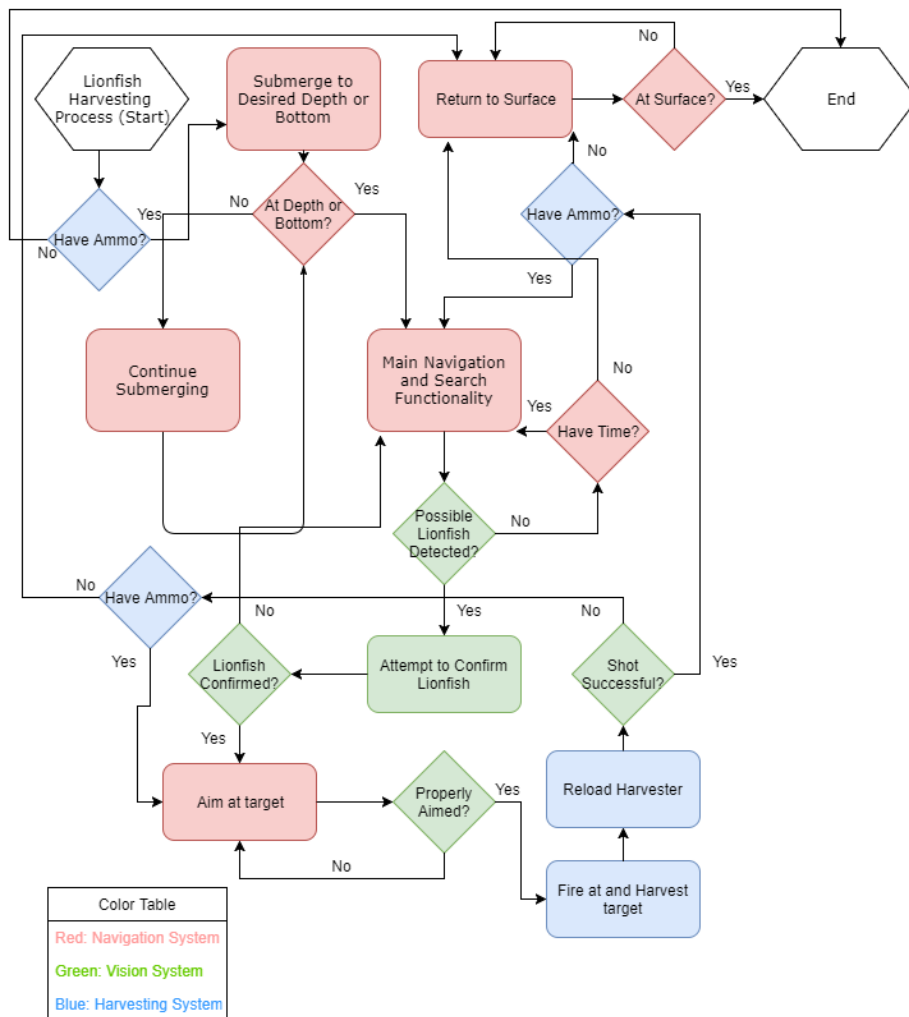 No
Lionfish
Harvesting
Process (Start)
Submerge to
Desired Depth or
Bottom
Return to Surface
At Surface?
Yes
End
No
Have Ammo?
Yes
No
No
At Depth or
Bottom?
Yes
Have Ammo?
No
Yes
Continue
Submerging
Main Navigation
and Search
Functionality
No
Yes
Have Time?
Possible
Lionfish
Detected?
No
No
Have Ammo?
Yes
No
Lionfish
Confirmed?
Yes
Attempt to Confirm
Lionfish
Yes
No
Shot
Successful?
Yes
Aim at target
Properly
Aimed?
Yes
No
Reload Harvester
Fire at and Harvest
target
Color Table
Red: Navigation System
Green: Vision System
Blue: Harvesting System